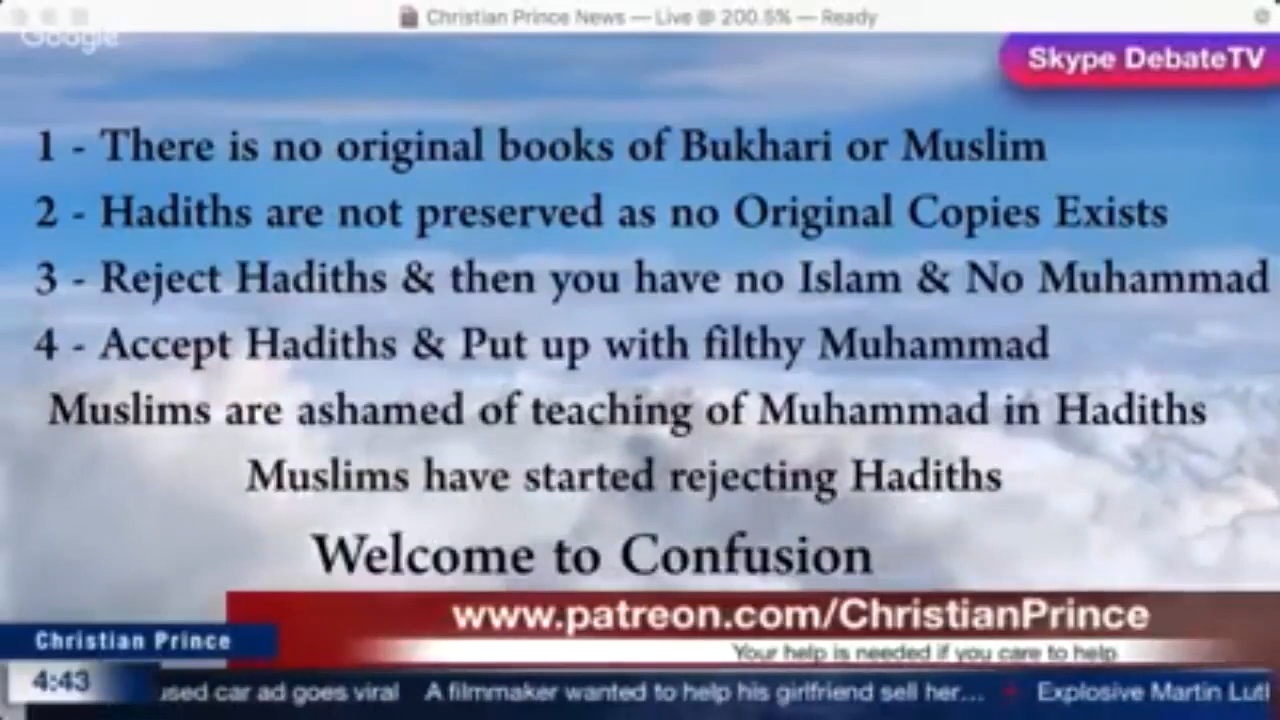 Christian Prince News — Live @ 200.5% — Ready
Google
Skype DebateTV
1 - There is no original books of Bukhari or Muslim
2 - Hadiths are not preserved as no Original Copies Exists
3 - Reject Hadiths & then you have no Islam & No Muhammad
4 - Accept Hadiths & Put up with filthy Muhammad
Muslims are ashamed of teaching of Muhammad in Hadiths
Muslims have started rejecting Hadiths
Welcome to Confusion
www.patreon.com/ChristianPrince
Christian Prince
Your help is needed if you care to help
4:43
used car ad goes viral A filmmaker wanted to help his girlfriend sell her... Explosive Martin Lutl